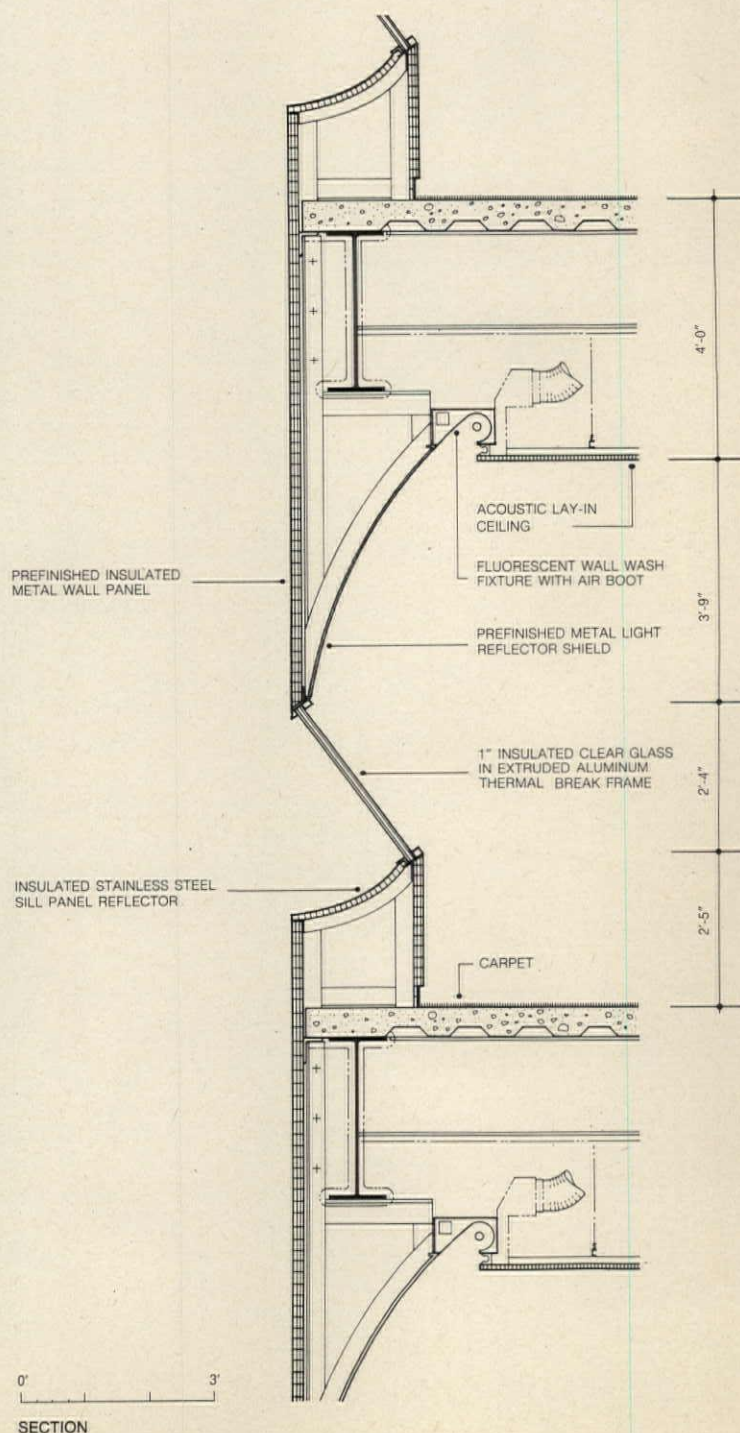 4'-0"
ACOUSTIC LAY-IN
CEILING
FLUORESCENT WALL WASH
FIXTURE WITH AIR BOOT
PREFINISHED INSULATED
METAL WALL PANEL
3'-9"
PREFINISHED METAL LIGHT
REFLECTOR SHIELD
1" INSULATED CLEAR GLASS
IN EXTRUDED ALUMINUM
THERMAL BREAK FRAME
2'-4"
INSULATED STAINLESS STEEL
SILL PANEL REFLECTOR
2'-5"
CARPET
0' 3'
SECTION